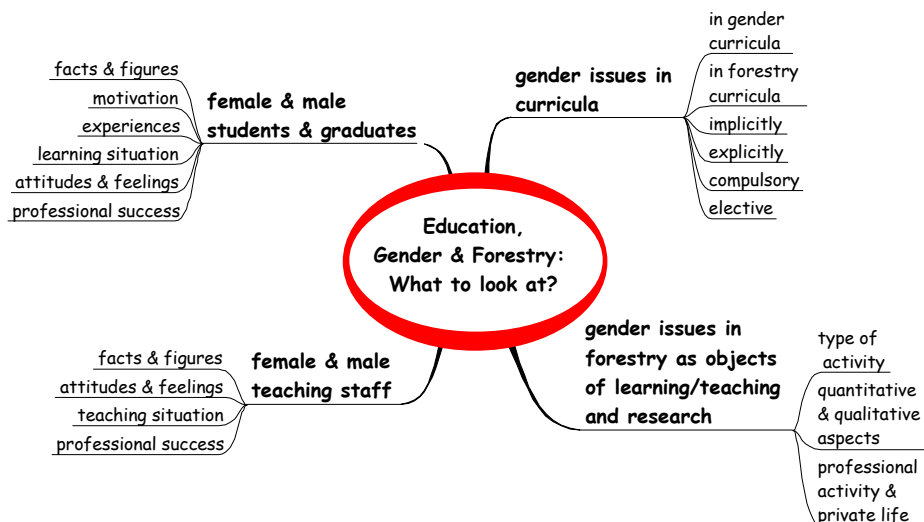 Education,
Gender & Forestry:
What to look at?
female & male
students & graduates
facts & figures
motivation
experiences
learning situation
attitudes & feelings
professional success
gender issues in
curricula
in gender
curricula
in forestry
curricula
implicitly
explicitly
compulsory
elective
female & male
teaching staff
facts & figures
attitudes & feelings
teaching situation
professional success
gender issues in
forestry as objects
of learning/teaching
and research
type of
activity
quantitative
& qualitative
aspects
professional
activity &
private life